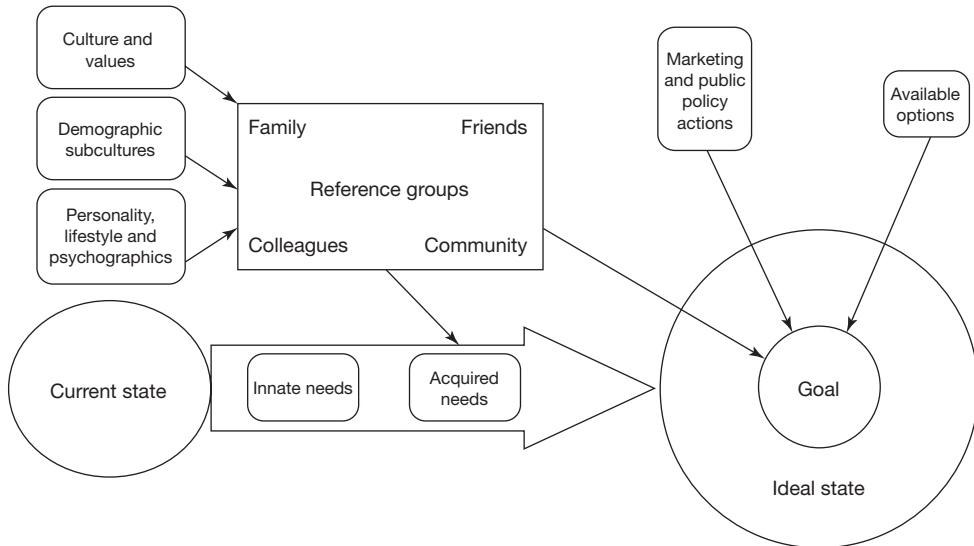 Culture and
values
Demographic
subcultures
Personality,
lifestyle and
psychographics
Family
Friends
Reference groups
Colleagues
Community
Marketing
and public
policy
actions
Available
options
Current state
Innate needs
Acquired
needs
Goal
Ideal state